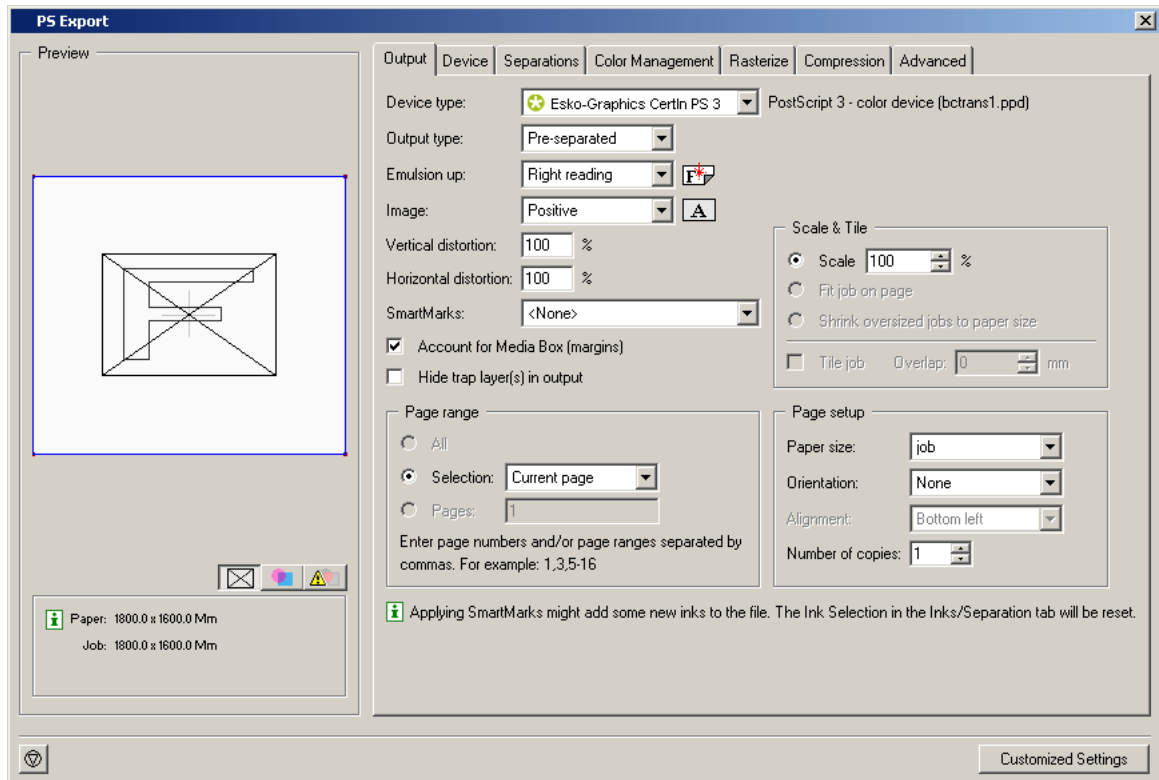 PS Export
Preview
Output Device Separations Color Management Rasterize Compression Advanced
Device type: Esko-Graphics CertIn PS 3 PostScript 3 - color device (bctrans1.ppd)
Output type: Pre-separated
Emulsion up: Right reading F
Image: Positive A
Vertical distortion: 100 %
Horizontal distortion: 100 %
SmartMarks: <None>
Account for Media Box (margins)
Hide trap layer(s) in output
Scale & Tile
Scale 100 %
Fit job on page
Shrink oversized jobs to paper size
Tile job Overlap: 0 mm
Page range
All
Selection: Current page
Pages: 1
Enter page numbers and/or page ranges separated by
commas. For example: 1,3,5-16
Page setup
Paper size: job
Orientation: None
Alignment: Bottom left
Number of copies: 1
i Paper: 1800.0 x 1600.0 Mm
Job: 1800.0 x 1600.0 Mm
i Applying SmartMarks might add some new inks to the file. The Ink Selection in the Inks/Separation tab will be reset.
Customized Settings